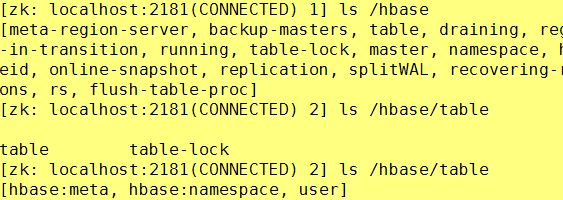 [zk: localhost:2181(CONNECTED) 1] ls /hbase
[meta-region-server, backup-masters, table, draining, reg
-in-transition, running, table-lock, master, namespace, h
eid, online-snapshot, replication, splitWAL, recovering-r
ons, rs, flush-table-proc]
[zk: localhost:2181(CONNECTED) 2] ls /hbase/table
table table-lock
[zk: localhost:2181(CONNECTED) 2] ls /hbase/table
[hbase:meta, hbase:namespace, user]